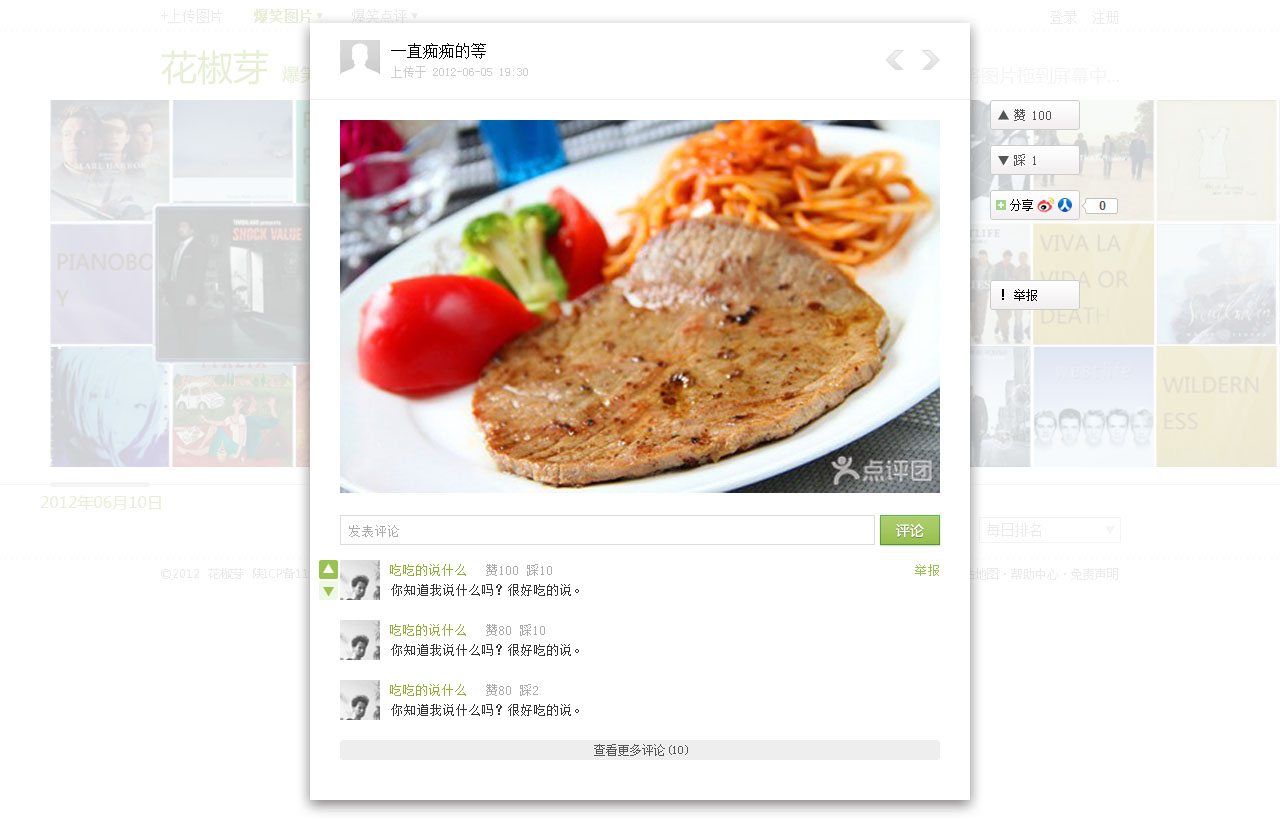 +上传图片 爆笑图片▾ 爆笑点评▾ 登录 注册
花椒芽 爆笑
图片拖到屏幕中...
一直痴痴的等
上传于 2012-06-05 19:30
▲ 赞 100
▼ 踩 1
分享 0
! 举报
SHOCK VALUE
PIANOBO
Y
VIVA LA
VIDA OR
DEATH
westlife
WILDERN
ESS
点评团
2012年06月10日
每日排名
发表评论 评论
吃吃的说什么 赞100 踩10 举报
你知道我说什么吗？很好吃的说。
吃吃的说什么 赞80 踩10
你知道我说什么吗？很好吃的说。
吃吃的说什么 赞80 踩2
你知道我说什么吗？很好吃的说。
查看更多评论(10)
©2012 花椒芽 陕ICP备11
地图·帮助中心·免责声明